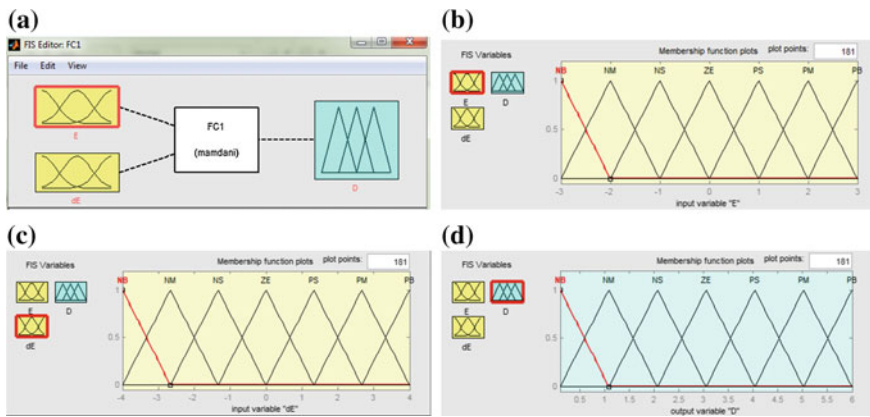 (a)
FIS Editor: FC1
File Edit View
E
FC1
(mamdani)
dE
D
(b)
FIS Variables
Membership function plots plot points: 181
E D
dE
NB NM NS ZE PS PM PB
1
0.5
0
-3 -2 -1 0 1 2 3
input variable "E"
(c)
FIS Variables
Membership function plots plot points: 181
E D
dE
NB NM NS ZE PS PM PB
1
0.5
0
-4 -3 -2 -1 0 1 2 3 4
input variable "dE"
(d)
FIS Variables
Membership function plots plot points: 181
E D
dE
NB NM NS ZE PS PM PB
1
0.5
0
0.5 1 1.5 2 2.5 3 3.5 4 4.5 5 5.5 6
output variable "D"